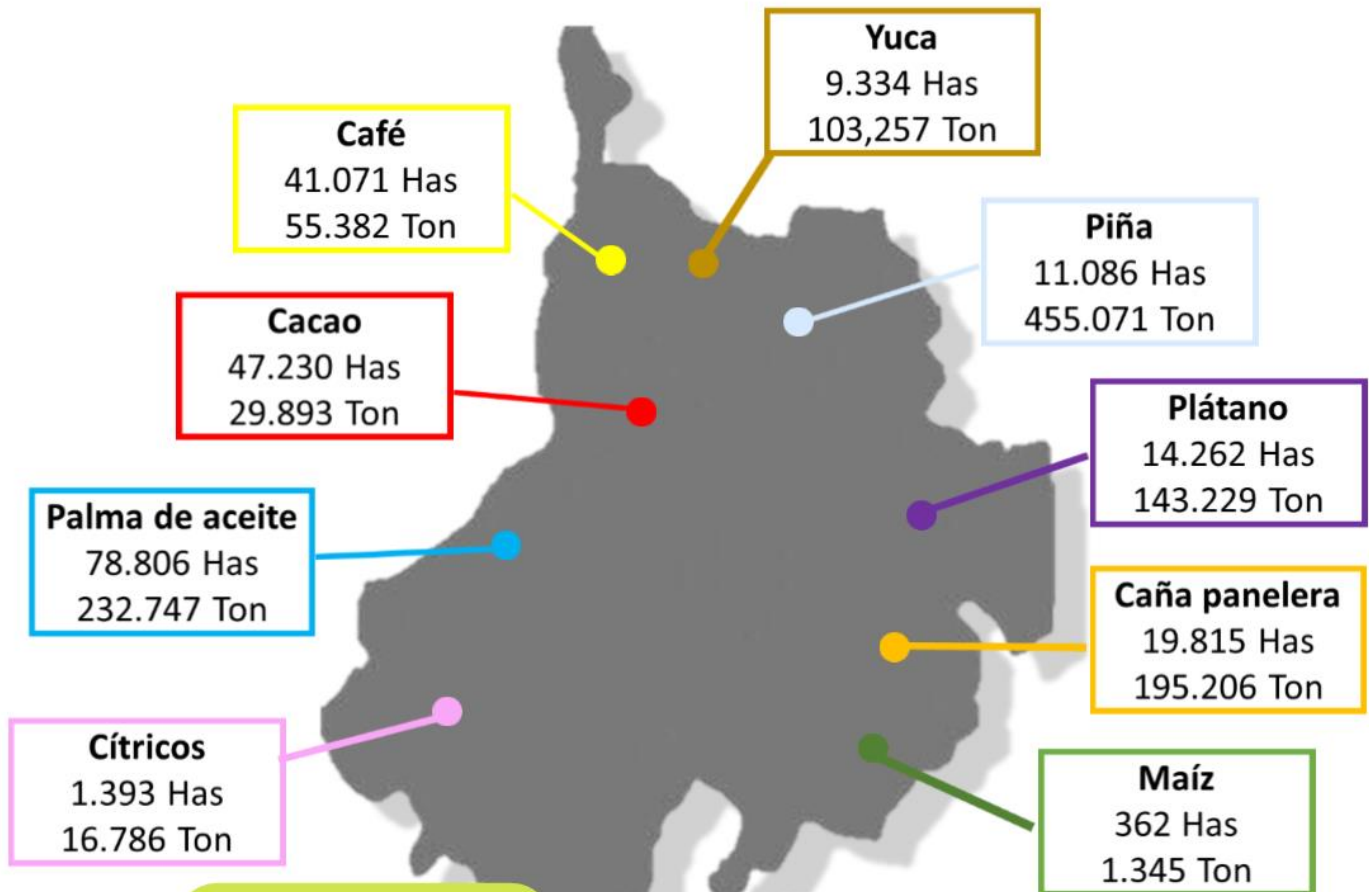 Yuca
9.334 Has
103,257 Ton
Café
41.071 Has
55.382 Ton
Piña
11.086 Has
455.071 Ton
Cacao
47.230 Has
29.893 Ton
Plátano
14.262 Has
143.229 Ton
Palma de aceite
78.806 Has
232.747 Ton
Caña panelera
19.815 Has
195.206 Ton
Cítricos
1.393 Has
16.786 Ton
Maíz
362 Has
1.345 Ton